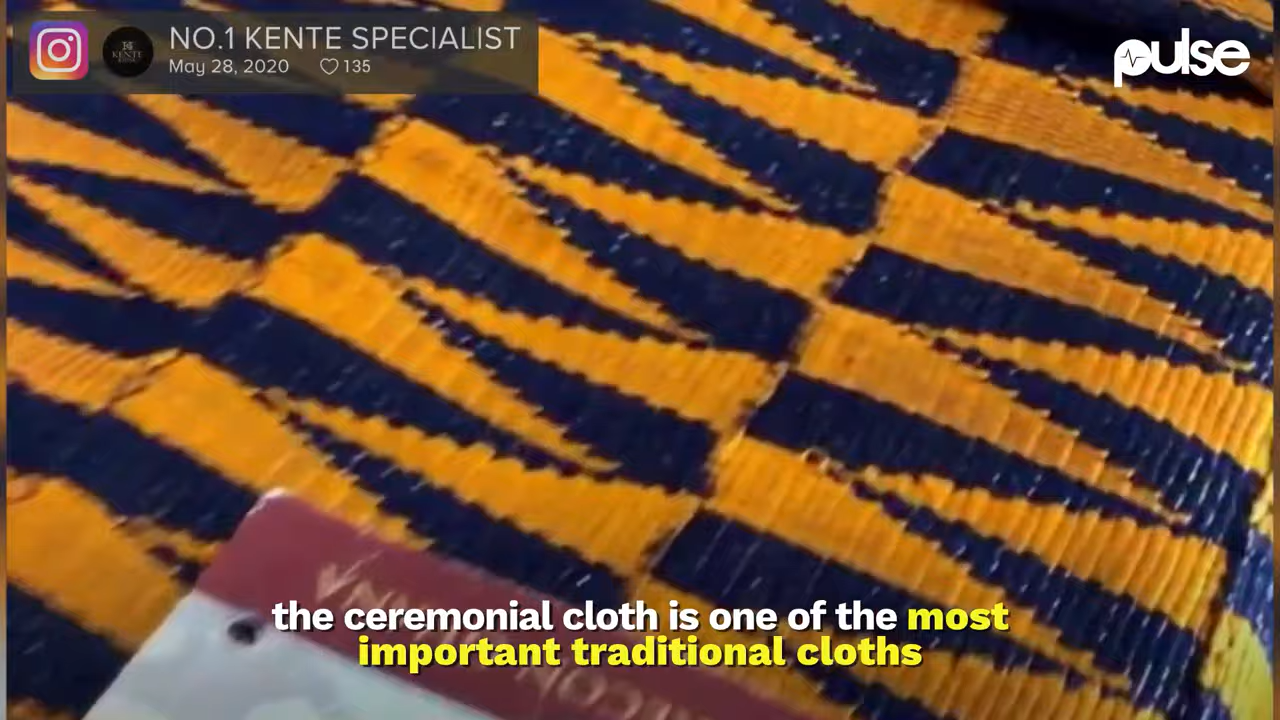 NO.1 KENTE SPECIALIST
May 28, 2020 135
pulse
KENTE
the ceremonial cloth is one of the most
important traditional cloths